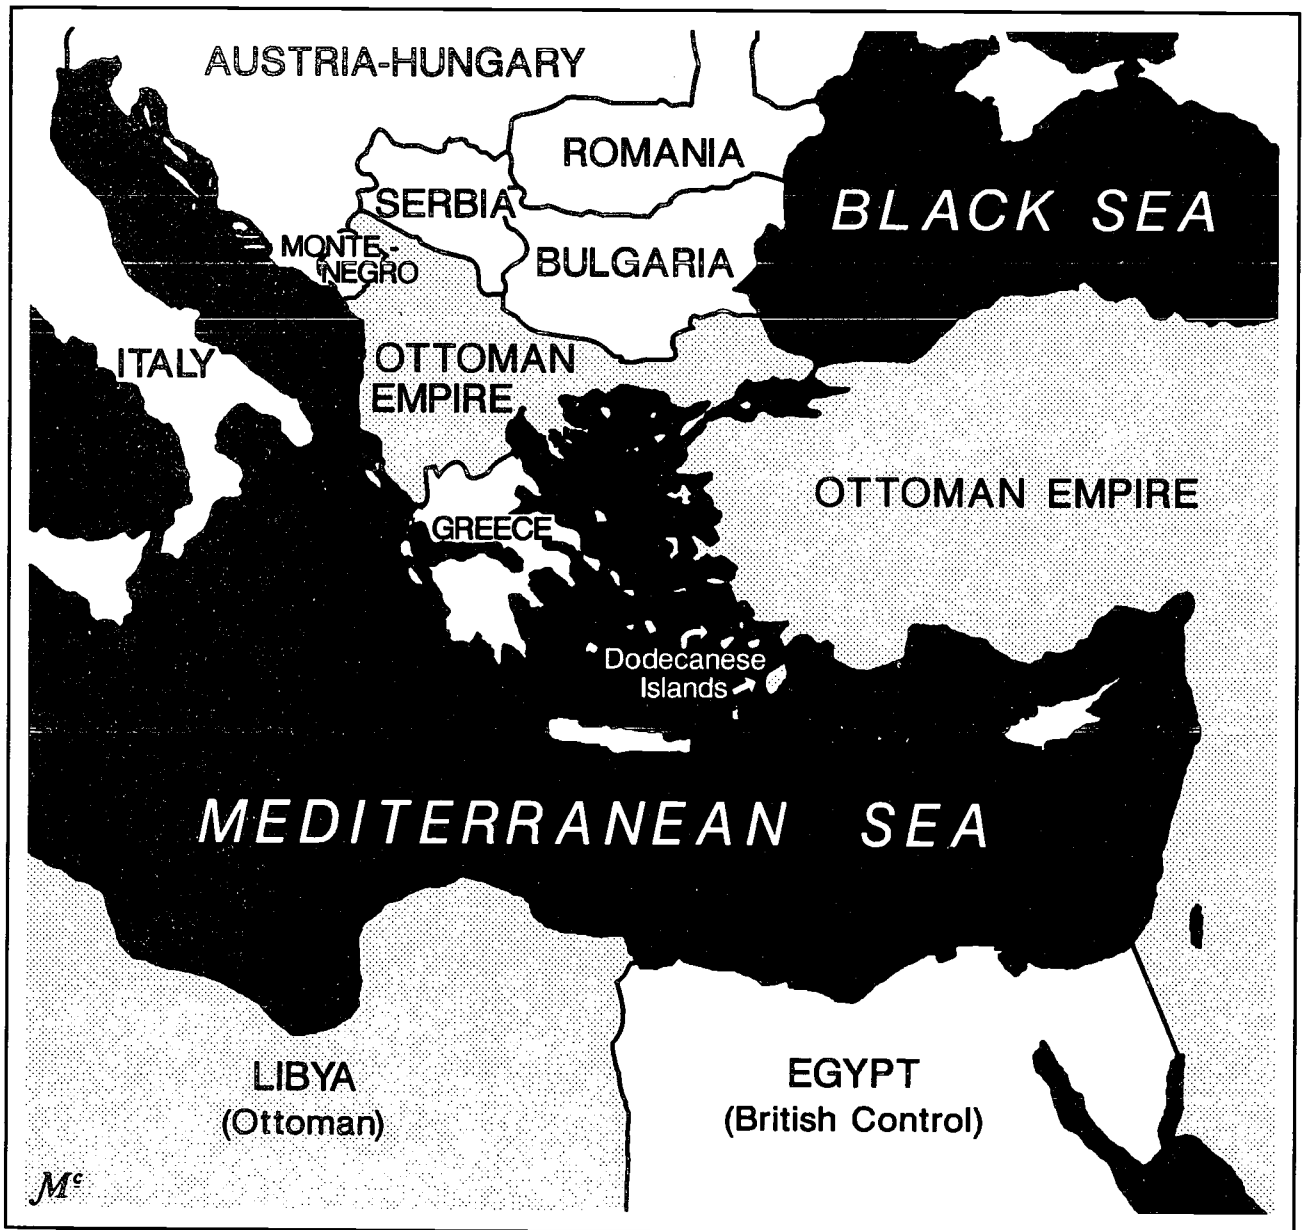 AUSTRIA-HUNGARY
ROMANIA
SERBIA
BLACK SEA
MONTE-
NEGRO
BULGARIA
ITALY
OTTOMAN
EMPIRE
OTTOMAN EMPIRE
GREECE
Dodecanese
Islands
MEDITERRANEAN SEA
LIBYA
(Ottoman)
EGYPT
(British Control)
Mc